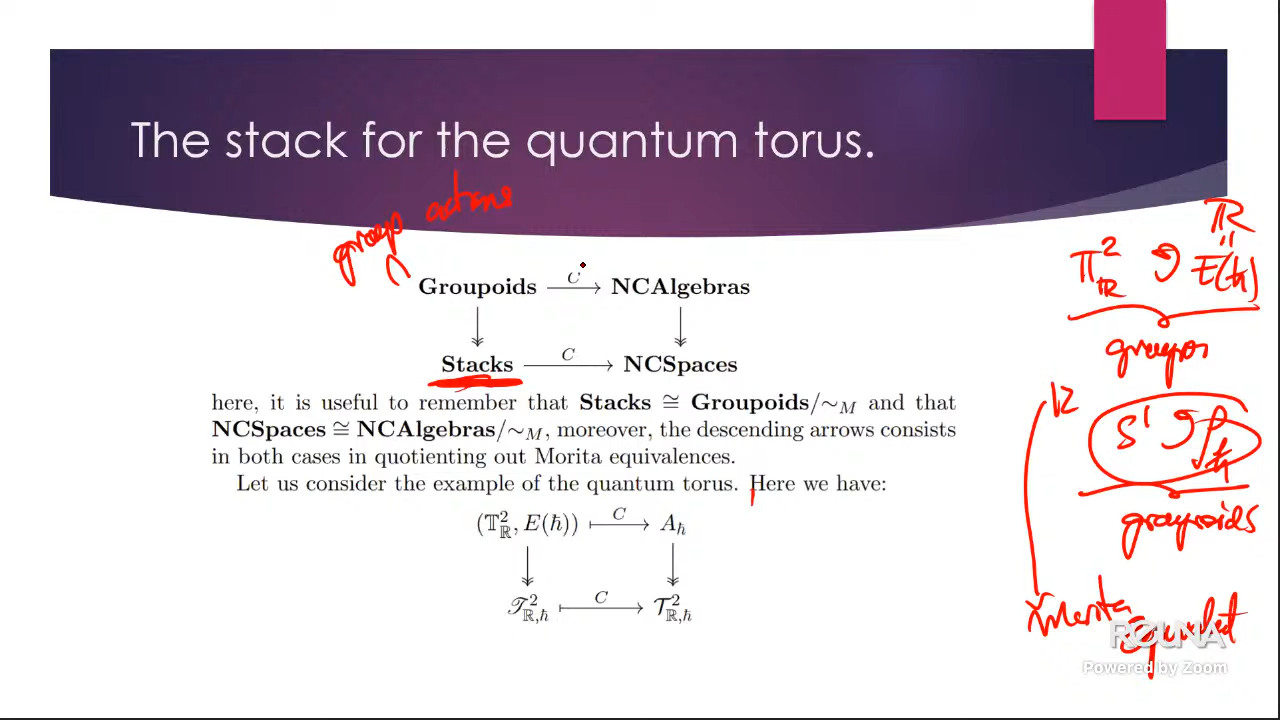 The stack for the quantum torus.
group actions
Groupoids C NCAlgebras
Stacks C NCSpaces
here, it is useful to remember that Stacks ≅ Groupoids/∼M and that
NCSpaces ≅ NCAlgebras/∼M, moreover, the descending arrows consists
in both cases in quotienting out Morita equivalences.
Let us consider the example of the quantum torus. Here we have:
(𝕋²ℝ, E(ħ)) ⟼ C Aħ
𝒯²ℝ,ħ ⟼ C 𝒯²ℝ,ħ
ℝ
=
𝕋²ℝ E(ħ)
S¹
ħ
groupoids
Morita
equivalent
RONNA
Powered by Zoom